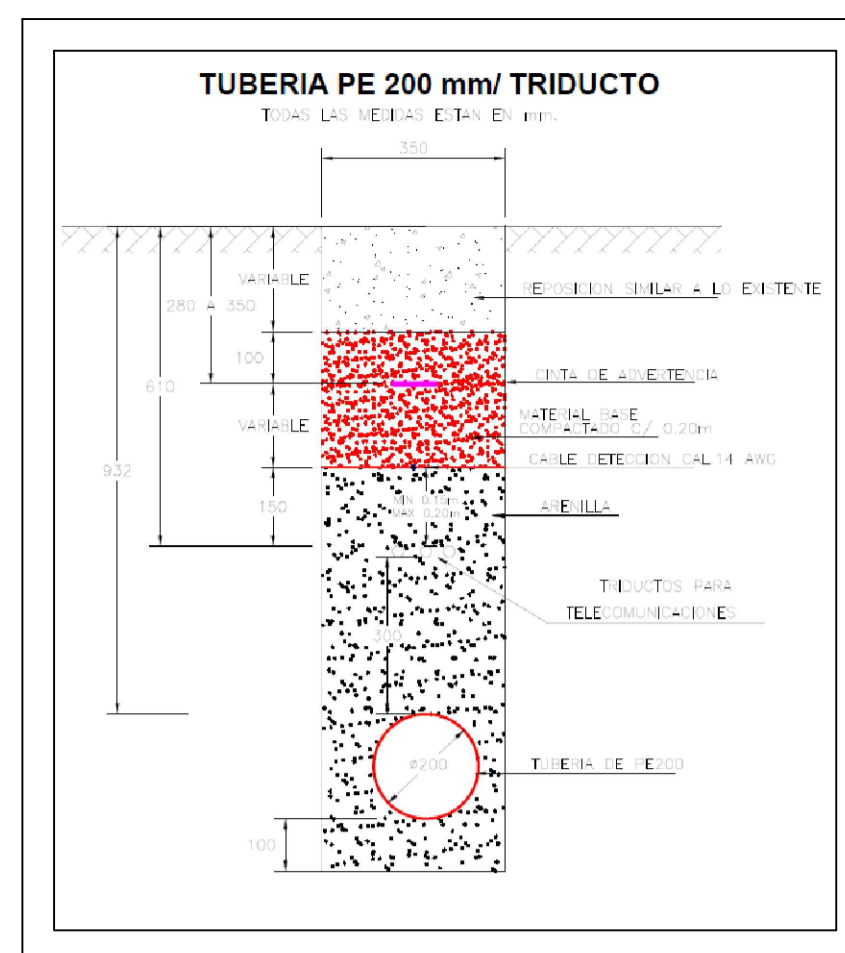 TUBERIA PE 200 mm/ TRIDUCTO
TODAS LAS MEDIDAS ESTAN EN mm.
350
VARIABLE
280 A 350
REPOSICION SIMILAR A LO EXISTENTE
100
CINTA DE ADVERTENCIA
610
MATERIAL BASE
COMPACTADO C/ 0.20m
VARIABLE
CABLE DETECCION CAL.14 AWG
932
MIN 0.15m
MAX 0.20m
150
ARENILLA
TRIDUCTOS PARA
TELECOMUNICACIONES
300
ø200
TUBERIA DE PE200
100